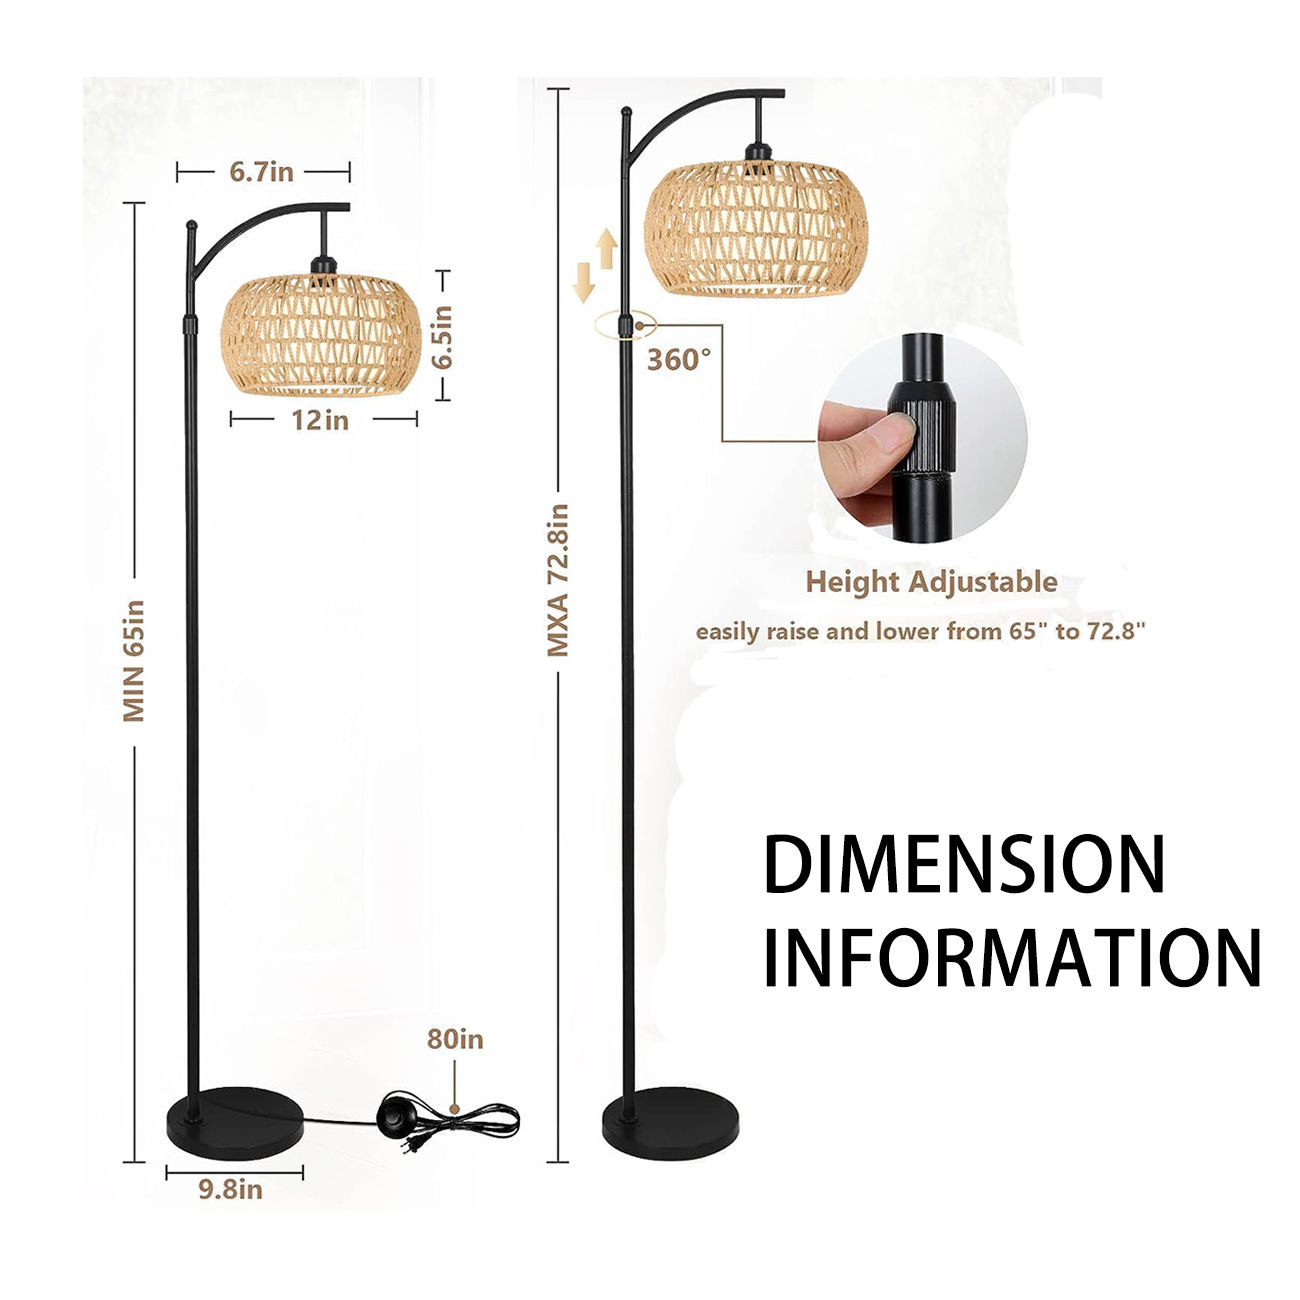 6.7in
6.5in
12in
MIN 65in
MXA 72.8in
360°
Height Adjustable
easily raise and lower from 65" to 72.8"
DIMENSION
INFORMATION
80in
9.8in